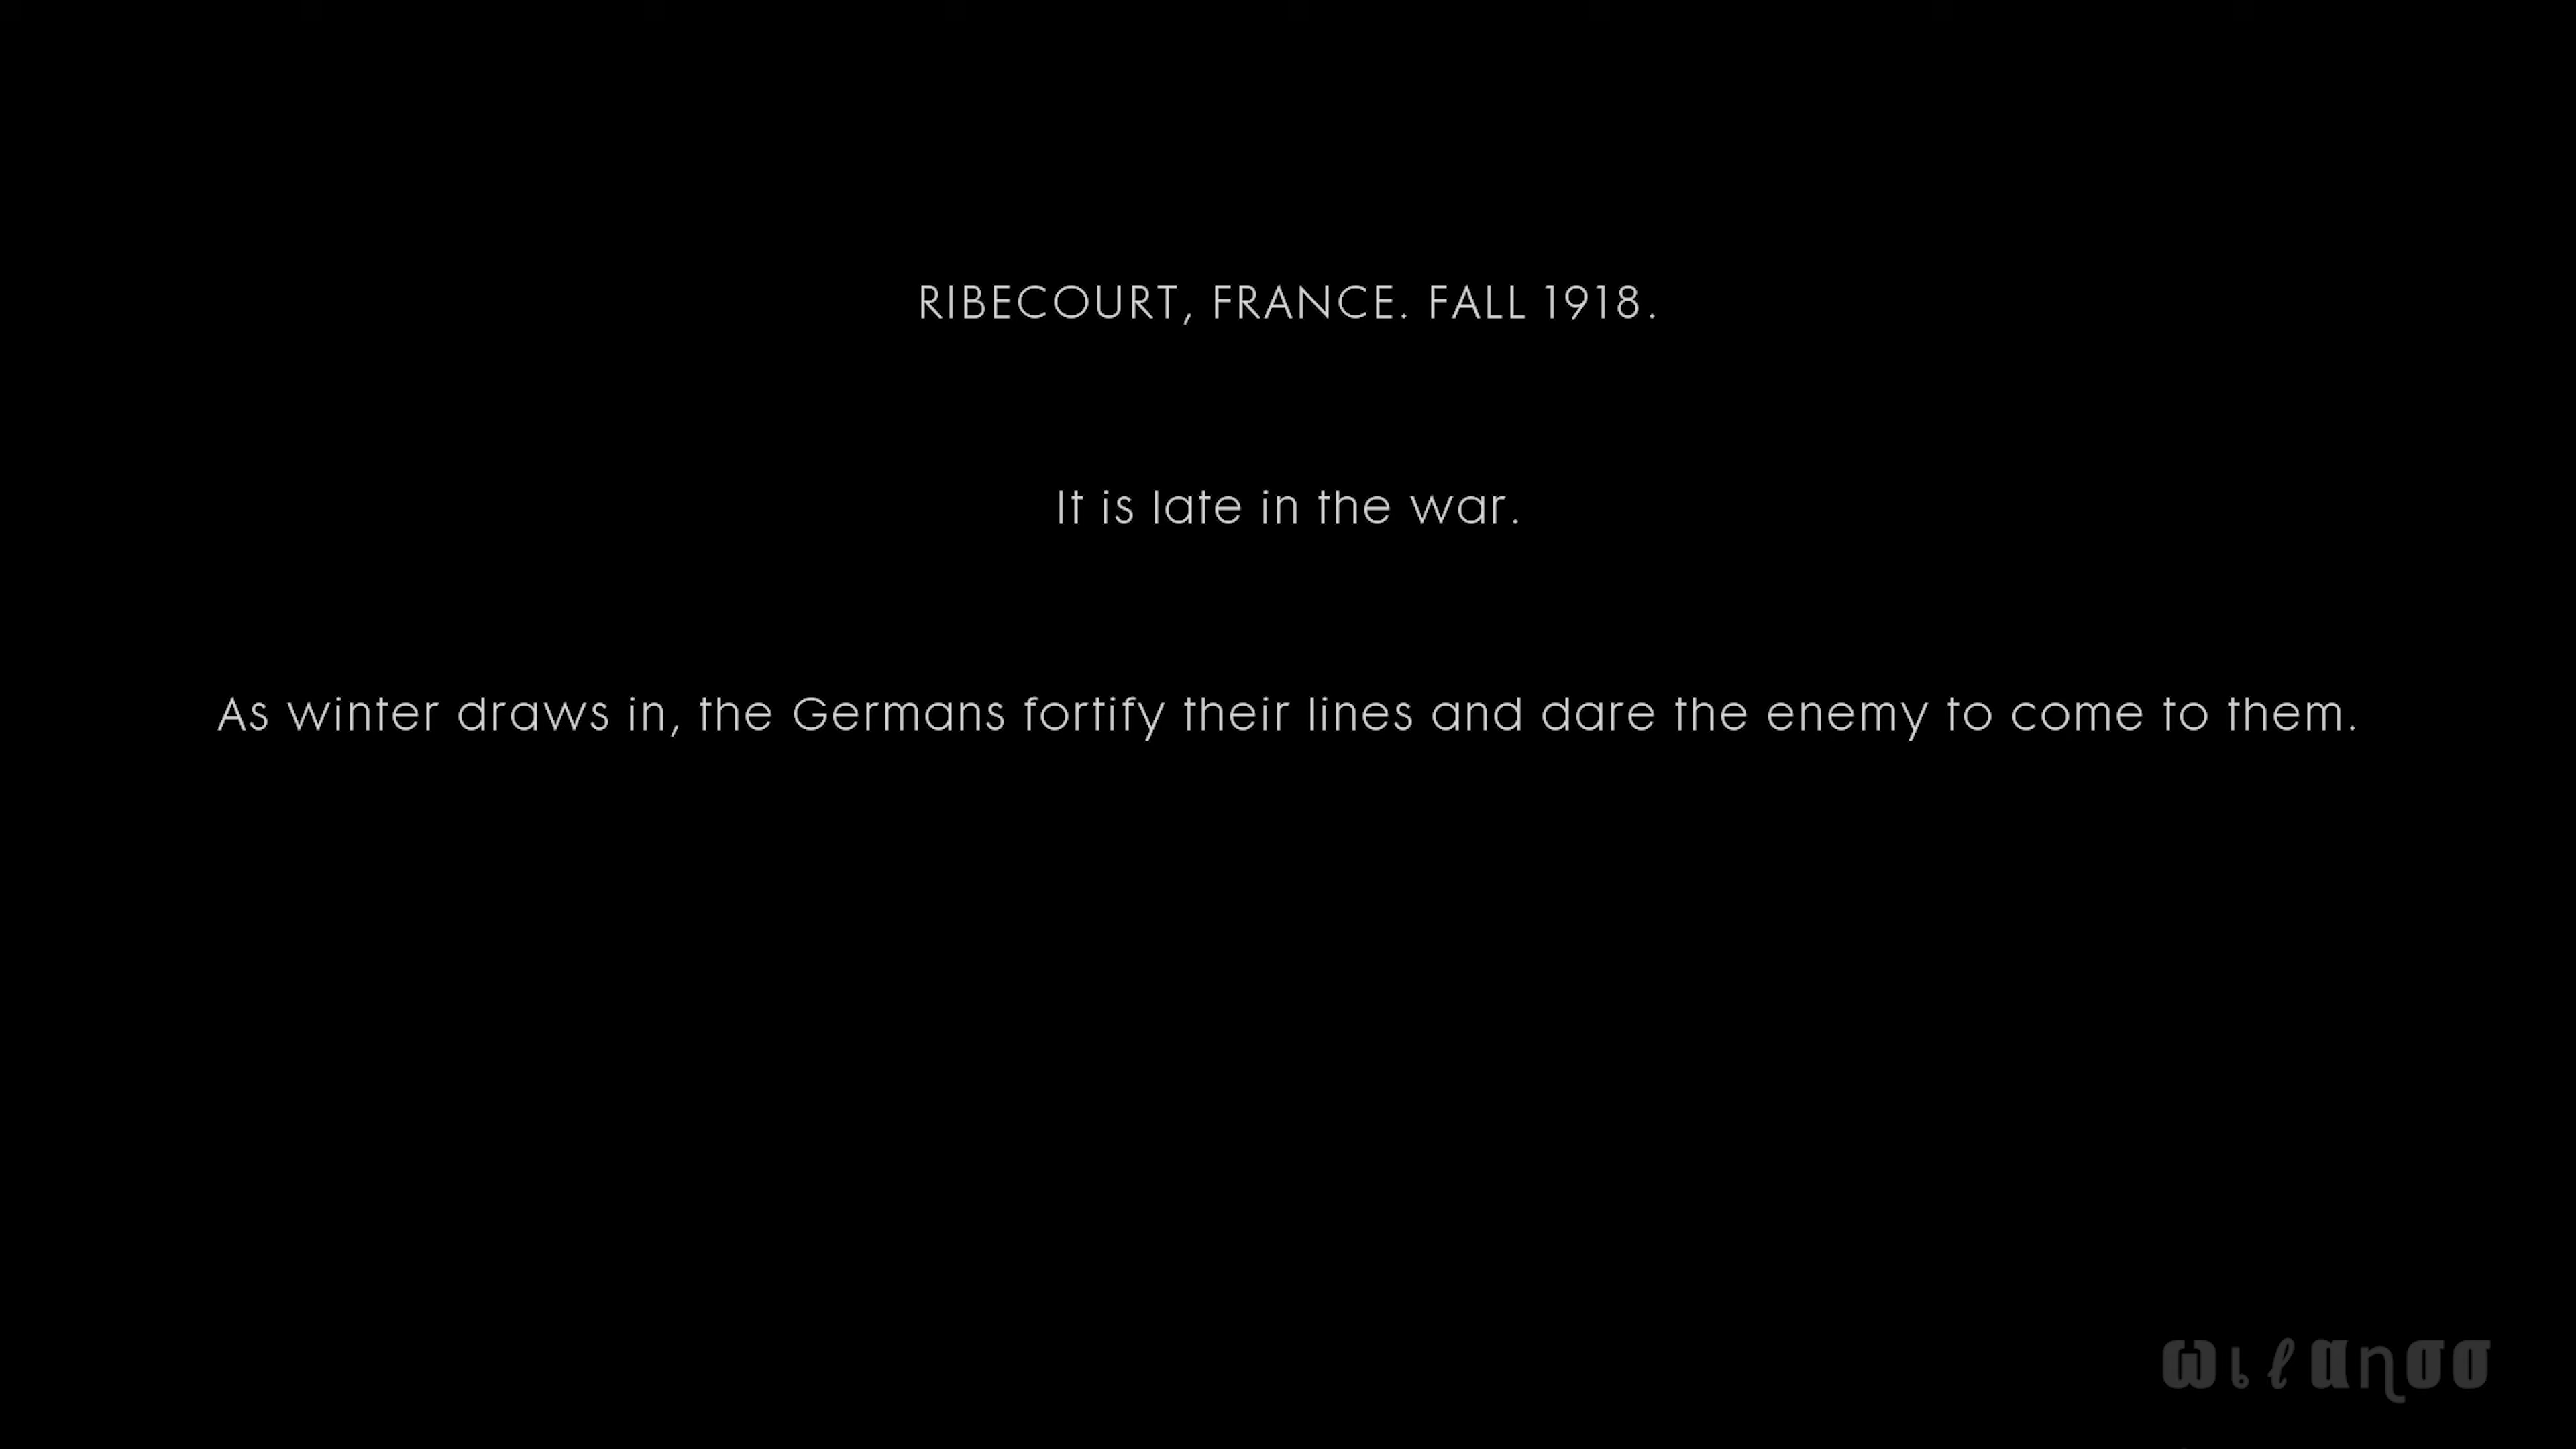 RIBECOURT, FRANCE. FALL 1918.
It is late in the war.
As winter draws in, the Germans fortify their lines and dare the enemy to come to them.
ωιℓαησσ